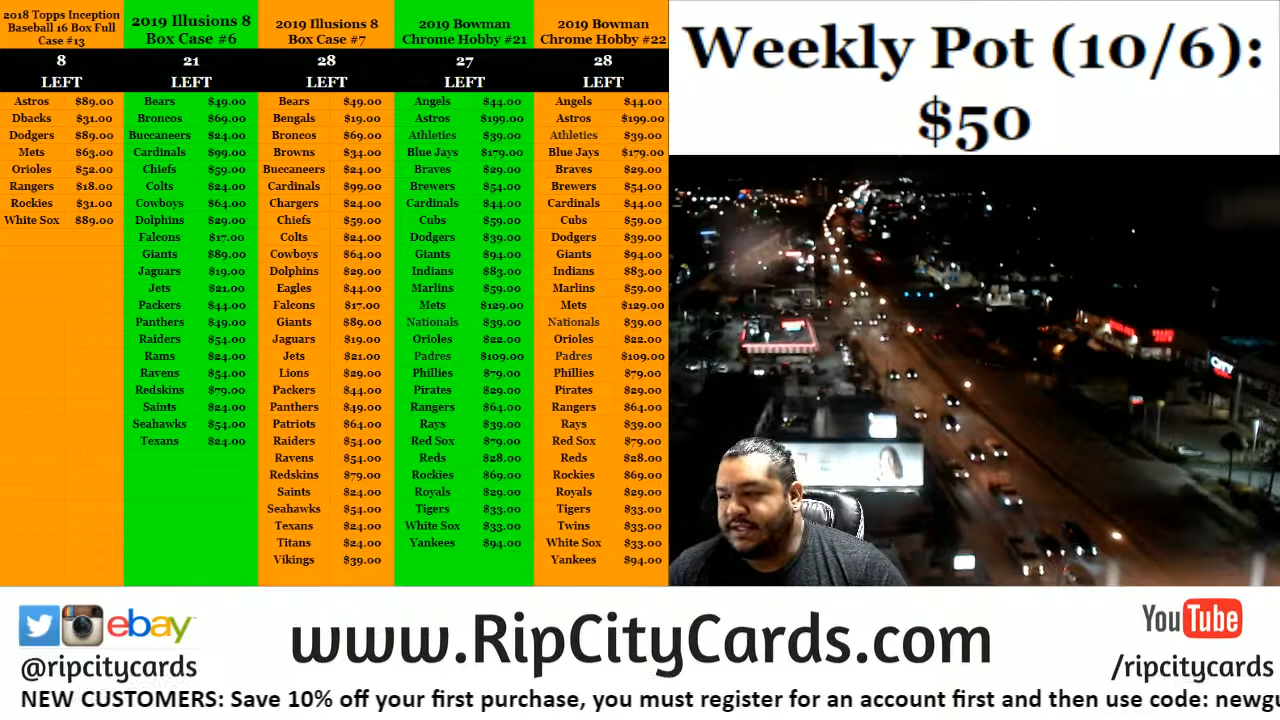 2018 Topps Inception
Baseball 16 Box Full
Case #13
8
LEFT
Astros $89.00
Dbacks $31.00
Dodgers $89.00
Mets $63.00
Orioles $52.00
Rangers $18.00
Rockies $31.00
White Sox $89.00
2019 Illusions 8
Box Case #6
21
LEFT
Bears $49.00
Broncos $69.00
Buccaneers $24.00
Cardinals $99.00
Chiefs $59.00
Colts $24.00
Cowboys $64.00
Dolphins $29.00
Falcons $17.00
Giants $89.00
Jaguars $19.00
Jets $21.00
Packers $44.00
Panthers $49.00
Raiders $54.00
Rams $24.00
Ravens $54.00
Redskins $79.00
Saints $24.00
Seahawks $54.00
Texans $24.00
2019 Illusions 8
Box Case #7
28
LEFT
Bears $49.00
Bengals $19.00
Broncos $69.00
Browns $34.00
Buccaneers $24.00
Cardinals $99.00
Chargers $24.00
Chiefs $59.00
Colts $24.00
Cowboys $64.00
Dolphins $29.00
Eagles $44.00
Falcons $17.00
Giants $89.00
Jaguars $19.00
Jets $21.00
Lions $29.00
Packers $44.00
Panthers $49.00
Patriots $64.00
Raiders $54.00
Ravens $54.00
Redskins $79.00
Saints $24.00
Seahawks $54.00
Texans $24.00
Titans $24.00
Vikings $39.00
2019 Bowman
Chrome Hobby #21
27
LEFT
Angels $44.00
Astros $199.00
Athletics $39.00
Blue Jays $179.00
Braves $29.00
Brewers $54.00
Cardinals $44.00
Cubs $59.00
Dodgers $39.00
Giants $94.00
Indians $83.00
Marlins $59.00
Mets $129.00
Nationals $39.00
Orioles $22.00
Padres $109.00
Phillies $79.00
Pirates $29.00
Rangers $64.00
Rays $39.00
Red Sox $79.00
Reds $28.00
Rockies $69.00
Royals $29.00
Tigers $33.00
White Sox $33.00
Yankees $94.00
2019 Bowman
Chrome Hobby #22
28
LEFT
Angels $44.00
Astros $199.00
Athletics $39.00
Blue Jays $179.00
Braves $29.00
Brewers $54.00
Cardinals $44.00
Cubs $59.00
Dodgers $39.00
Giants $94.00
Indians $83.00
Marlins $59.00
Mets $129.00
Nationals $39.00
Orioles $22.00
Padres $109.00
Phillies $79.00
Pirates $29.00
Rangers $64.00
Rays $39.00
Red Sox $79.00
Reds $28.00
Rockies $69.00
Royals $29.00
Tigers $33.00
Twins $33.00
White Sox $33.00
Yankees $94.00
Weekly Pot (10/6):
$50
ebay
@ripcitycards
www.RipCityCards.com
YouTube
/ripcitycards
NEW CUSTOMERS: Save 10% off your first purchase, you must register for an account first and then use code: newgu